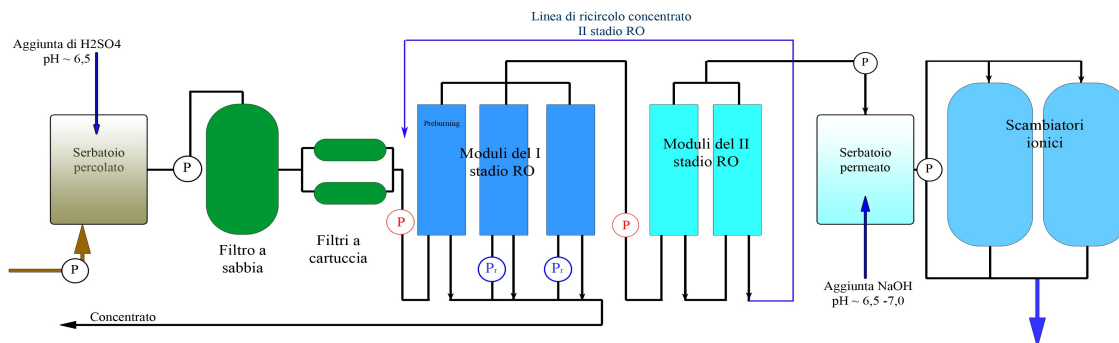 Linea di ricircolo concentrato
II stadio RO
Aggiunta di H2SO4
pH ~ 6,5
P
P
Serbatoio
percolato
P
Filtro a
sabbia
Filtri a
cartuccia
P
Preburning
Moduli del I
stadio RO
Pr
Pr
P
Moduli del II
stadio RO
P
Serbatoio
permeato
P
Scambiatori
ionici
Aggiunta NaOH
pH ~ 6,5 -7,0
Concentrato